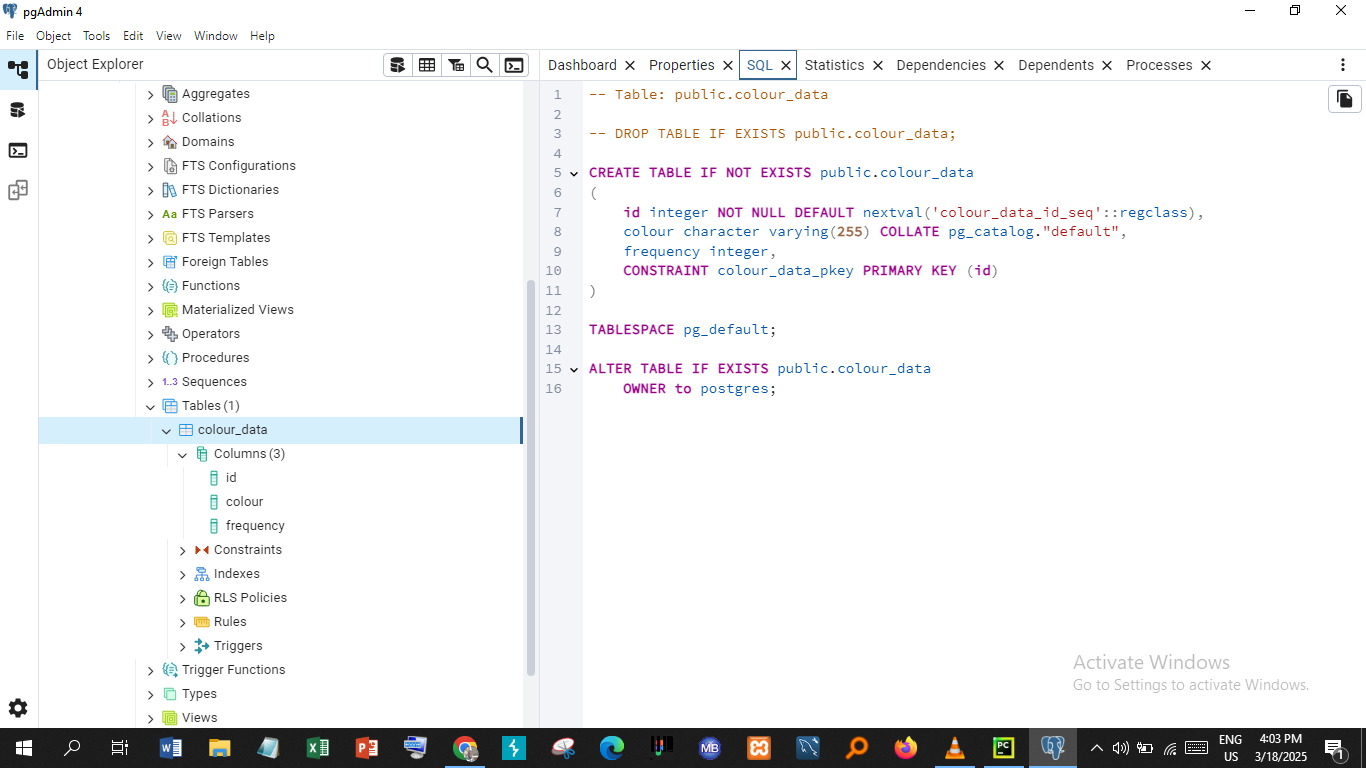 pgAdmin 4
File Object Tools Edit View Window Help
Object Explorer
Dashboard Properties SQL Statistics Dependencies Dependents Processes
Aggregates
Collations
Domains
FTS Configurations
FTS Dictionaries
Aa FTS Parsers
FTS Templates
Foreign Tables
Functions
Materialized Views
Operators
Procedures
1..3 Sequences
Tables (1)
colour_data
Columns (3)
id
colour
frequency
Constraints
Indexes
RLS Policies
Rules
Triggers
Trigger Functions
Types
Views
1 -- Table: public.colour_data
2
3 -- DROP TABLE IF EXISTS public.colour_data;
4
5 CREATE TABLE IF NOT EXISTS public.colour_data
6 (
7 id integer NOT NULL DEFAULT nextval('colour_data_id_seq'::regclass),
8 colour character varying(255) COLLATE pg_catalog."default",
9 frequency integer,
10 CONSTRAINT colour_data_pkey PRIMARY KEY (id)
11 )
12
13 TABLESPACE pg_default;
14
15 ALTER TABLE IF EXISTS public.colour_data
16 OWNER to postgres;
Activate Windows
Go to Settings to activate Windows.
MB
PC
ENG
US
4:03 PM
3/18/2025
1